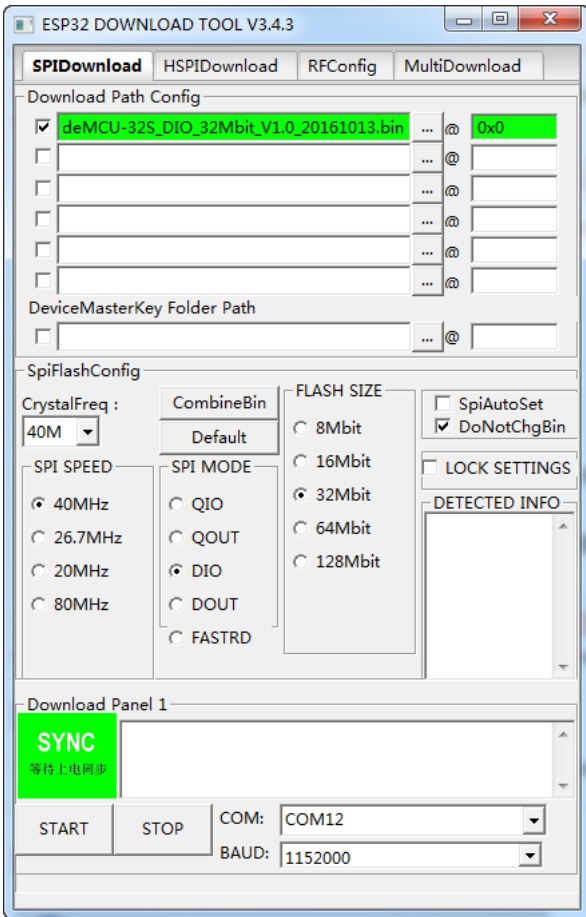 ESP32 DOWNLOAD TOOL V3.4.3
SPIDownload HSPIDownload RFConfig MultiDownload
Download Path Config
deMCU-32S_DIO_32Mbit_V1.0_20161013.bin ... @ 0x0
... @
... @
... @
... @
... @
DeviceMasterKey Folder Path
... @
SpiFlashConfig
CrystalFreq :
40M
CombineBin
Default
SPI SPEED
40MHz
26.7MHz
20MHz
80MHz
SPI MODE
QIO
QOUT
DIO
DOUT
FASTRD
FLASH SIZE
8Mbit
16Mbit
32Mbit
64Mbit
128Mbit
SpiAutoSet
DoNotChgBin
LOCK SETTINGS
DETECTED INFO
Download Panel 1
SYNC
等待上电同步
START STOP
COM: COM12
BAUD: 1152000